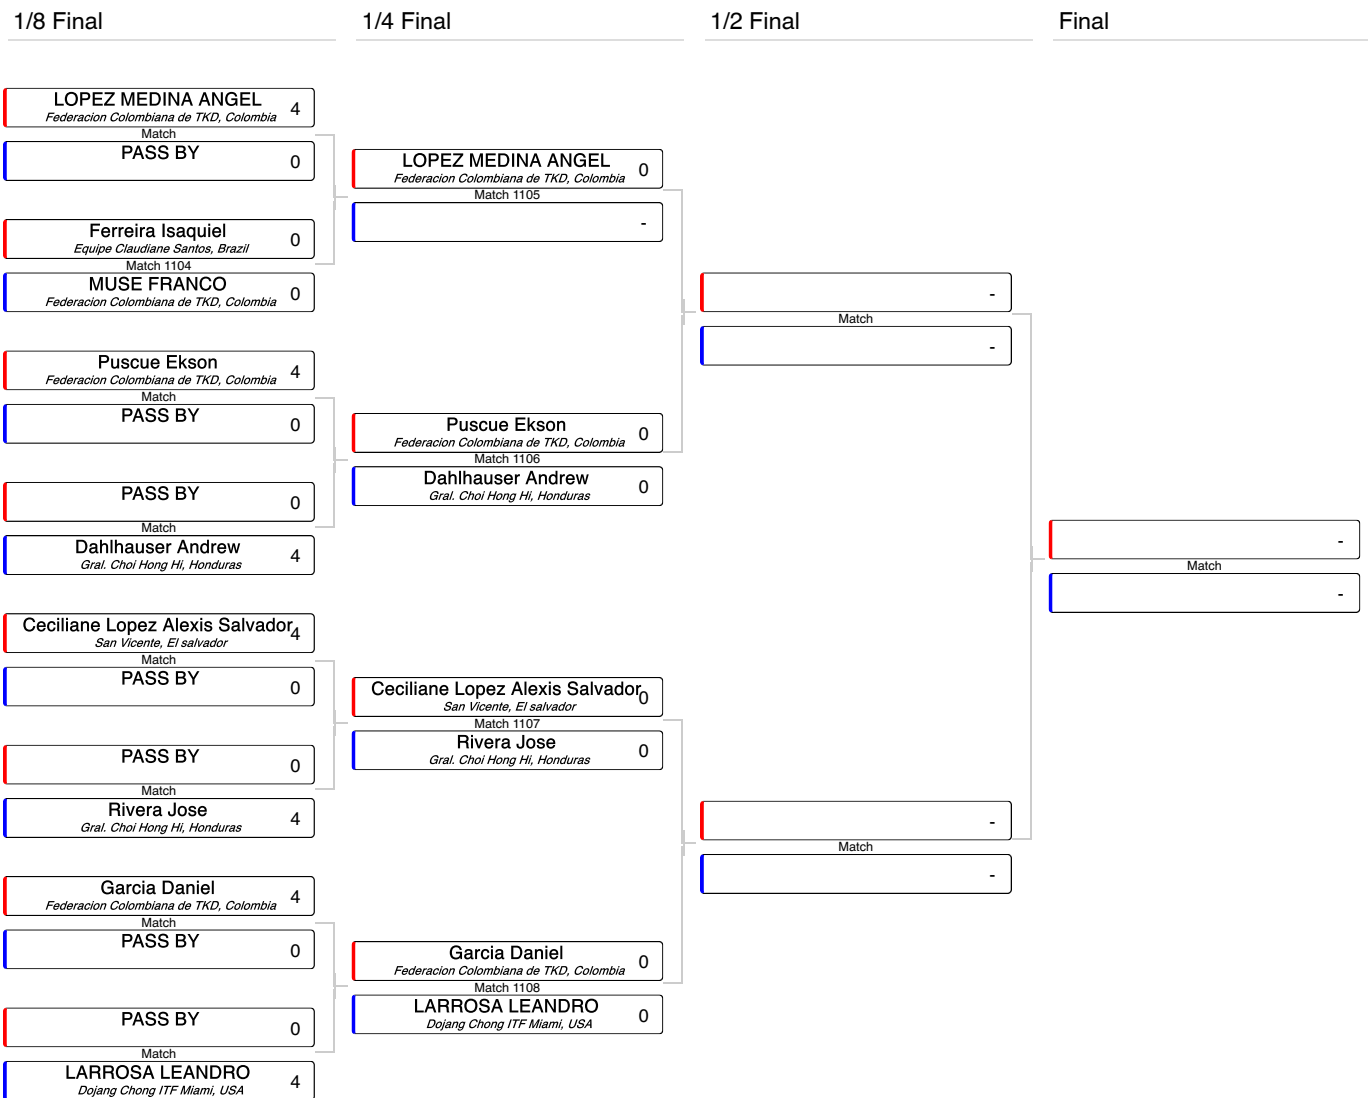 1/8 Final
1/4 Final
1/2 Final
Final
LOPEZ MEDINA ANGEL 4
Federacion Colombiana de TKD, Colombia
Match
PASS BY 0
Ferreira Isaquiel 0
Equipe Claudiane Santos, Brazil
Match 1104
MUSE FRANCO 0
Federacion Colombiana de TKD, Colombia
Puscue Ekson 4
Federacion Colombiana de TKD, Colombia
Match
PASS BY 0
PASS BY 0
Match
Dahlhauser Andrew 4
Gral. Choi Hong Hi, Honduras
Ceciliane Lopez Alexis Salvador 4
San Vicente, El salvador
Match
PASS BY 0
PASS BY 0
Match
Rivera Jose 4
Gral. Choi Hong Hi, Honduras
Garcia Daniel 4
Federacion Colombiana de TKD, Colombia
Match
PASS BY 0
PASS BY 0
Match
LARROSA LEANDRO 4
Dojang Chong ITF Miami, USA
LOPEZ MEDINA ANGEL 0
Federacion Colombiana de TKD, Colombia
Match 1105
-
Puscue Ekson 0
Federacion Colombiana de TKD, Colombia
Match 1106
Dahlhauser Andrew 0
Gral. Choi Hong Hi, Honduras
Ceciliane Lopez Alexis Salvador 0
San Vicente, El salvador
Match 1107
Rivera Jose 0
Gral. Choi Hong Hi, Honduras
Garcia Daniel 0
Federacion Colombiana de TKD, Colombia
Match 1108
LARROSA LEANDRO 0
Dojang Chong ITF Miami, USA
-
Match
-
-
Match
-
-
Match
-